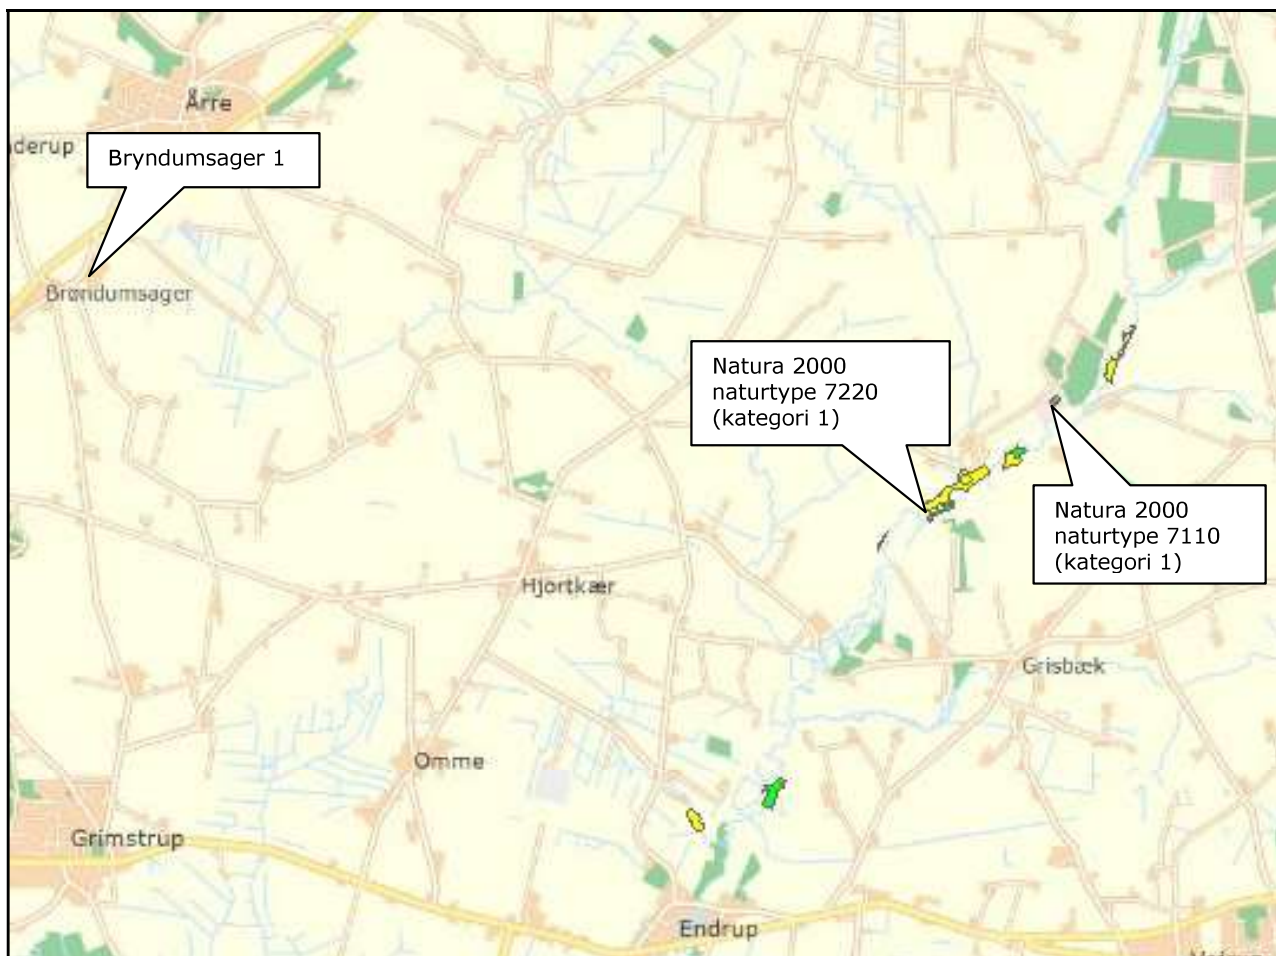 Årre
derup
Bryndumsager 1
Brøndumsager
Natura 2000
naturtype 7220
(kategori 1)
Natura 2000
naturtype 7110
(kategori 1)
Hjortkær
Grisbæk
Omme
Grimstrup
Endrup